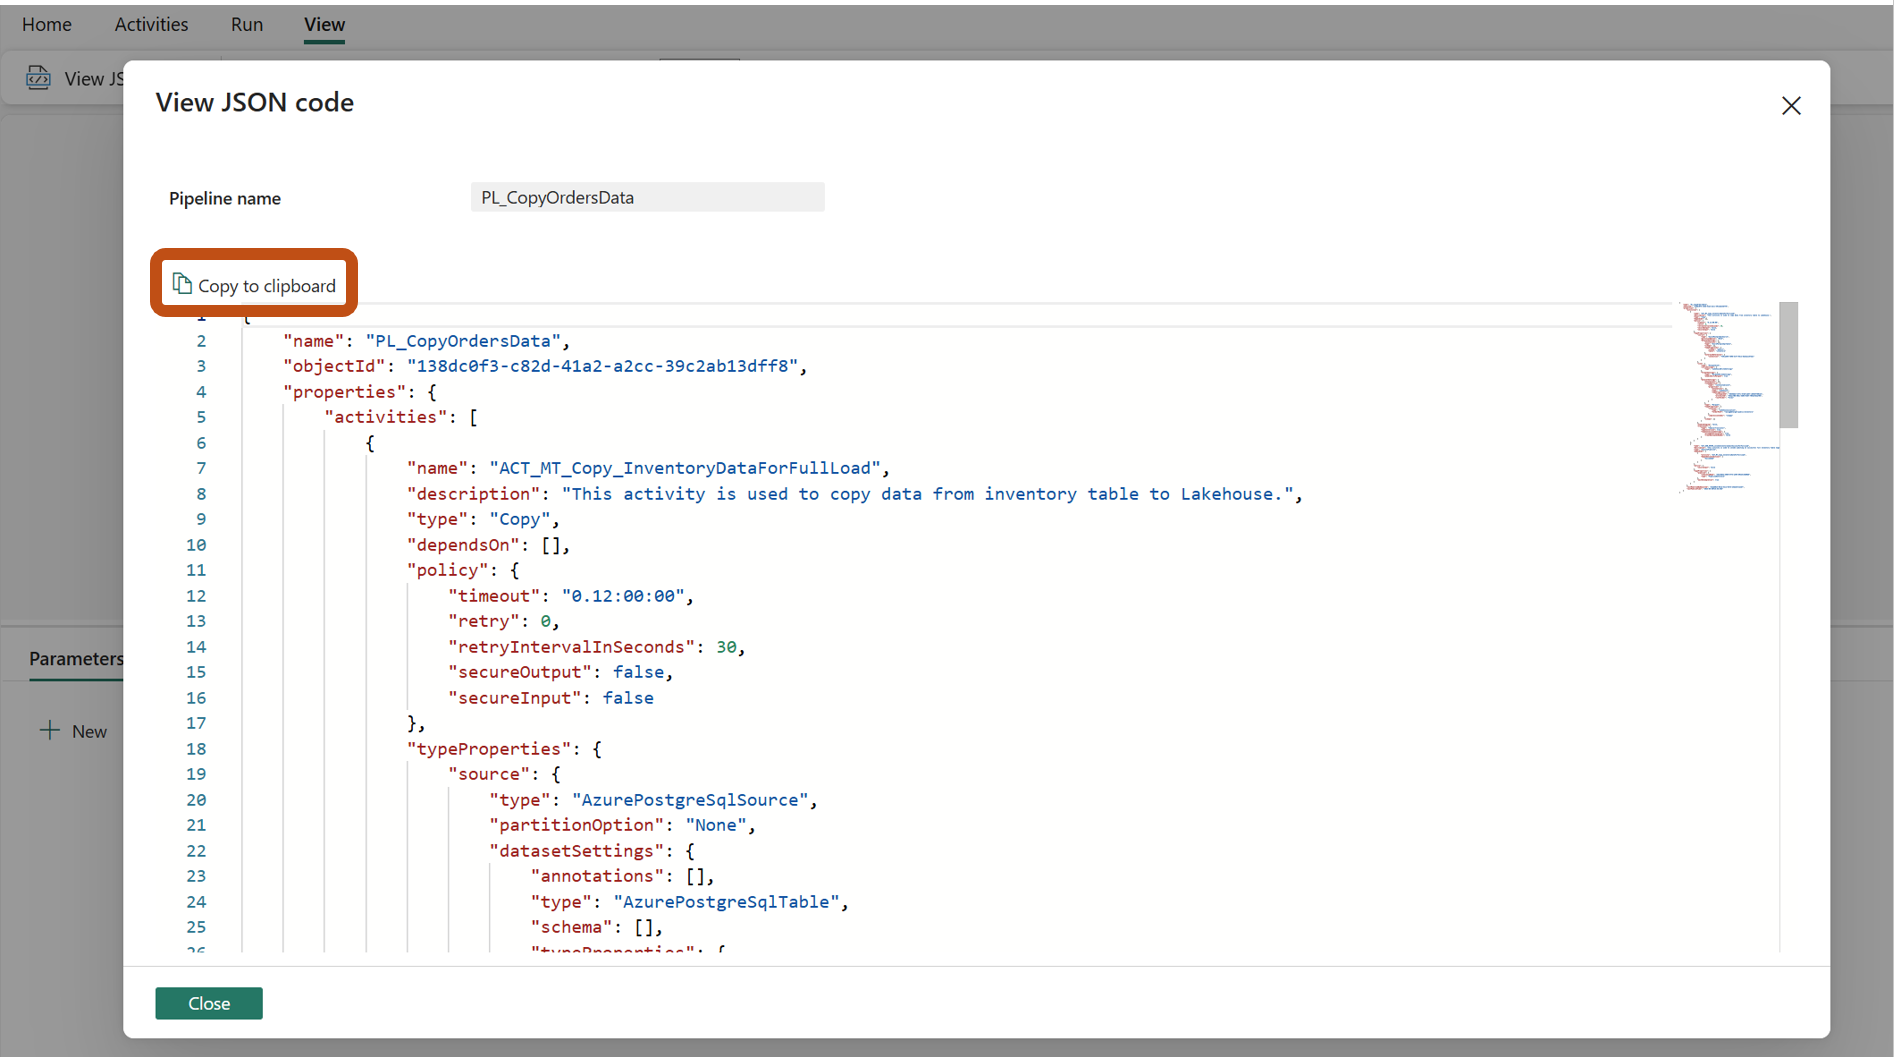 Home Activities Run View
View JS
View JSON code
Pipeline name PL_CopyOrdersData
Copy to clipboard
1 {
2 "name": "PL_CopyOrdersData",
3 "objectId": "138dc0f3-c82d-41a2-a2cc-39c2ab13dff8",
4 "properties": {
5 "activities": [
6 {
7 "name": "ACT_MT_Copy_InventoryDataForFullLoad",
8 "description": "This activity is used to copy data from inventory table to Lakehouse.",
9 "type": "Copy",
10 "dependsOn": [],
11 "policy": {
12 "timeout": "0.12:00:00",
13 "retry": 0,
14 "retryIntervalInSeconds": 30,
15 "secureOutput": false,
16 "secureInput": false
17 },
18 "typeProperties": {
19 "source": {
20 "type": "AzurePostgreSqlSource",
21 "partitionOption": "None",
22 "datasetSettings": {
23 "annotations": [],
24 "type": "AzurePostgreSqlTable",
25 "schema": [],
26 "typeProperties": {
Parameters
New
Close